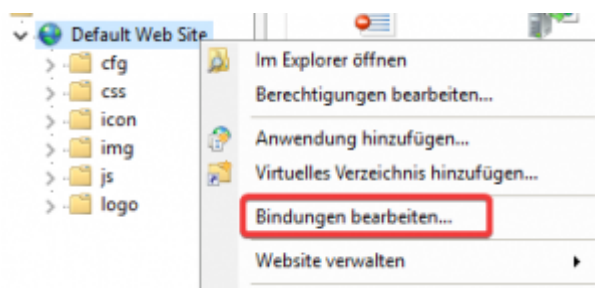 Default Web Site
cfg
css
icon
img
js
logo
Im Explorer öffnen
Berechtigungen bearbeiten...
Anwendung hinzufügen...
Virtuelles Verzeichnis hinzufügen...
Bindungen bearbeiten...
Website verwalten